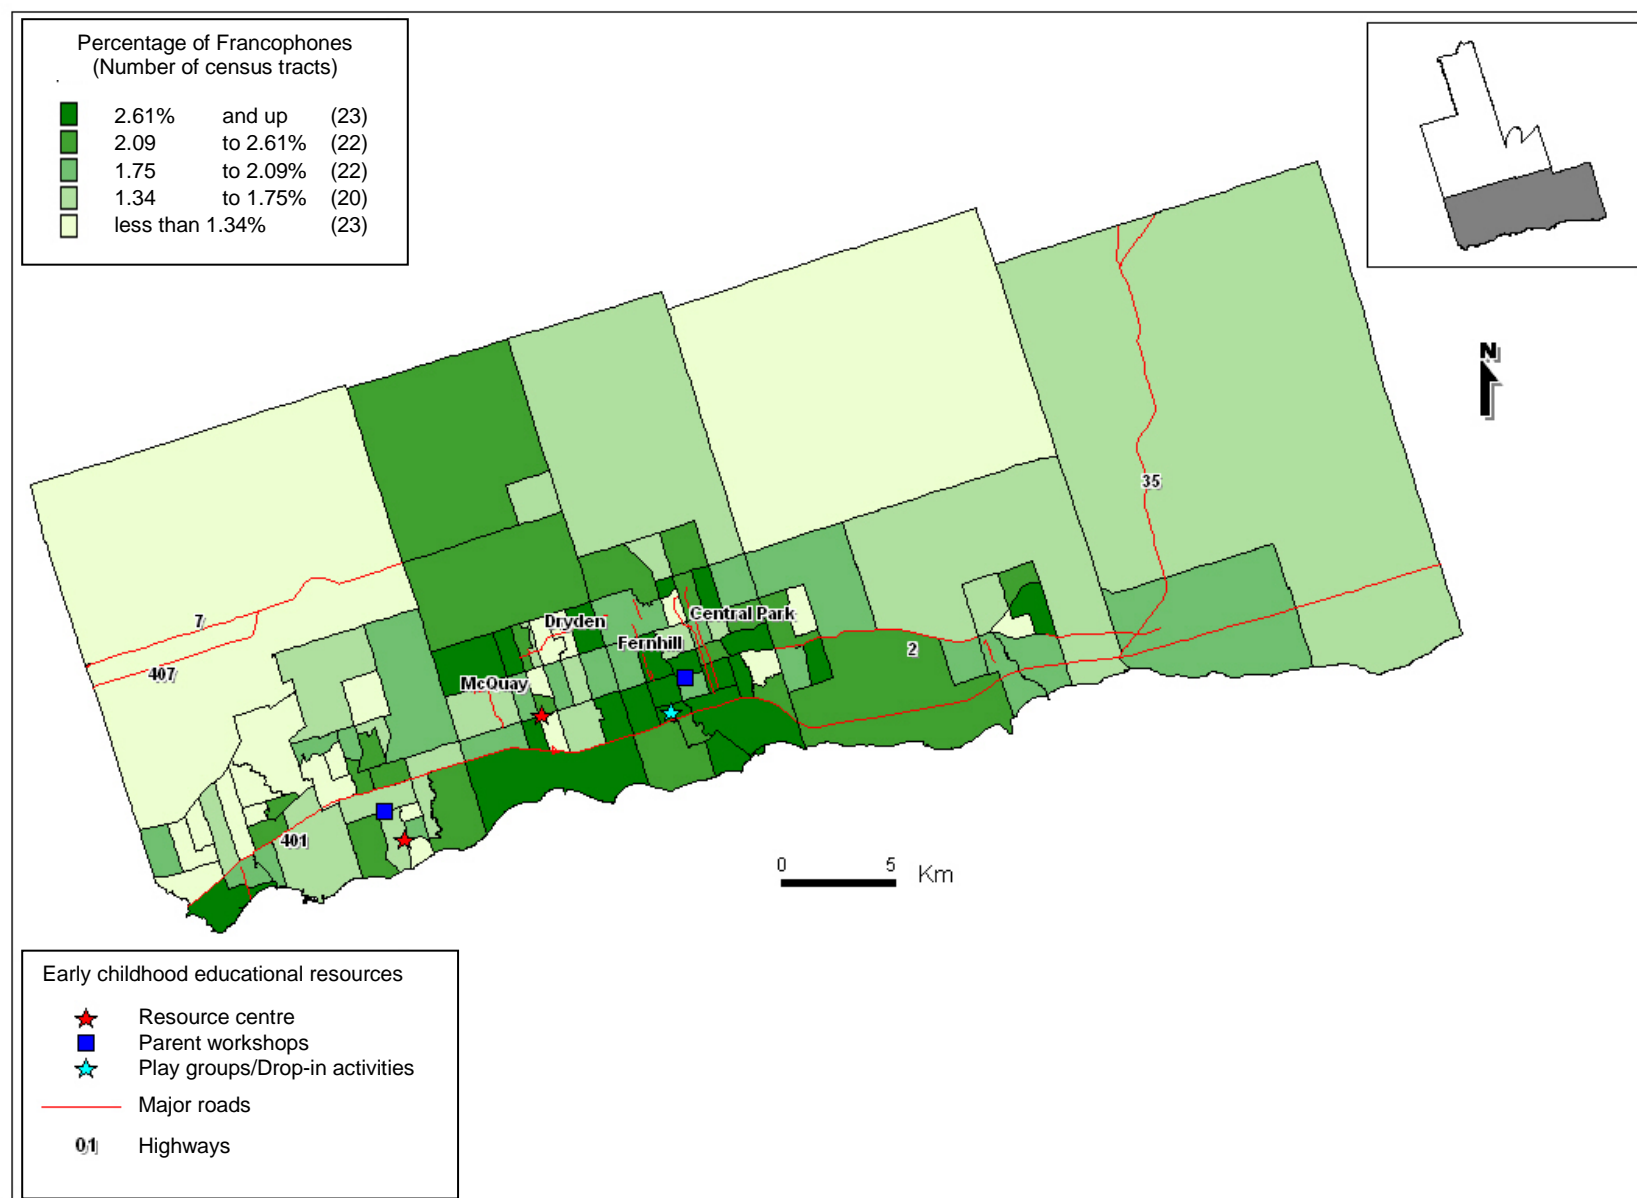 Percentage of Francophones
(Number of census tracts)
2.61% and up (23)
2.09 to 2.61% (22)
1.75 to 2.09% (22)
1.34 to 1.75% (20)
less than 1.34% (23)
N
35
Central Park
Dryden
7
Fernhill
2
407
McQuay
401
0 5 Km
Early childhood educational resources
Resource centre
Parent workshops
Play groups/Drop-in activities
Major roads
01 Highways